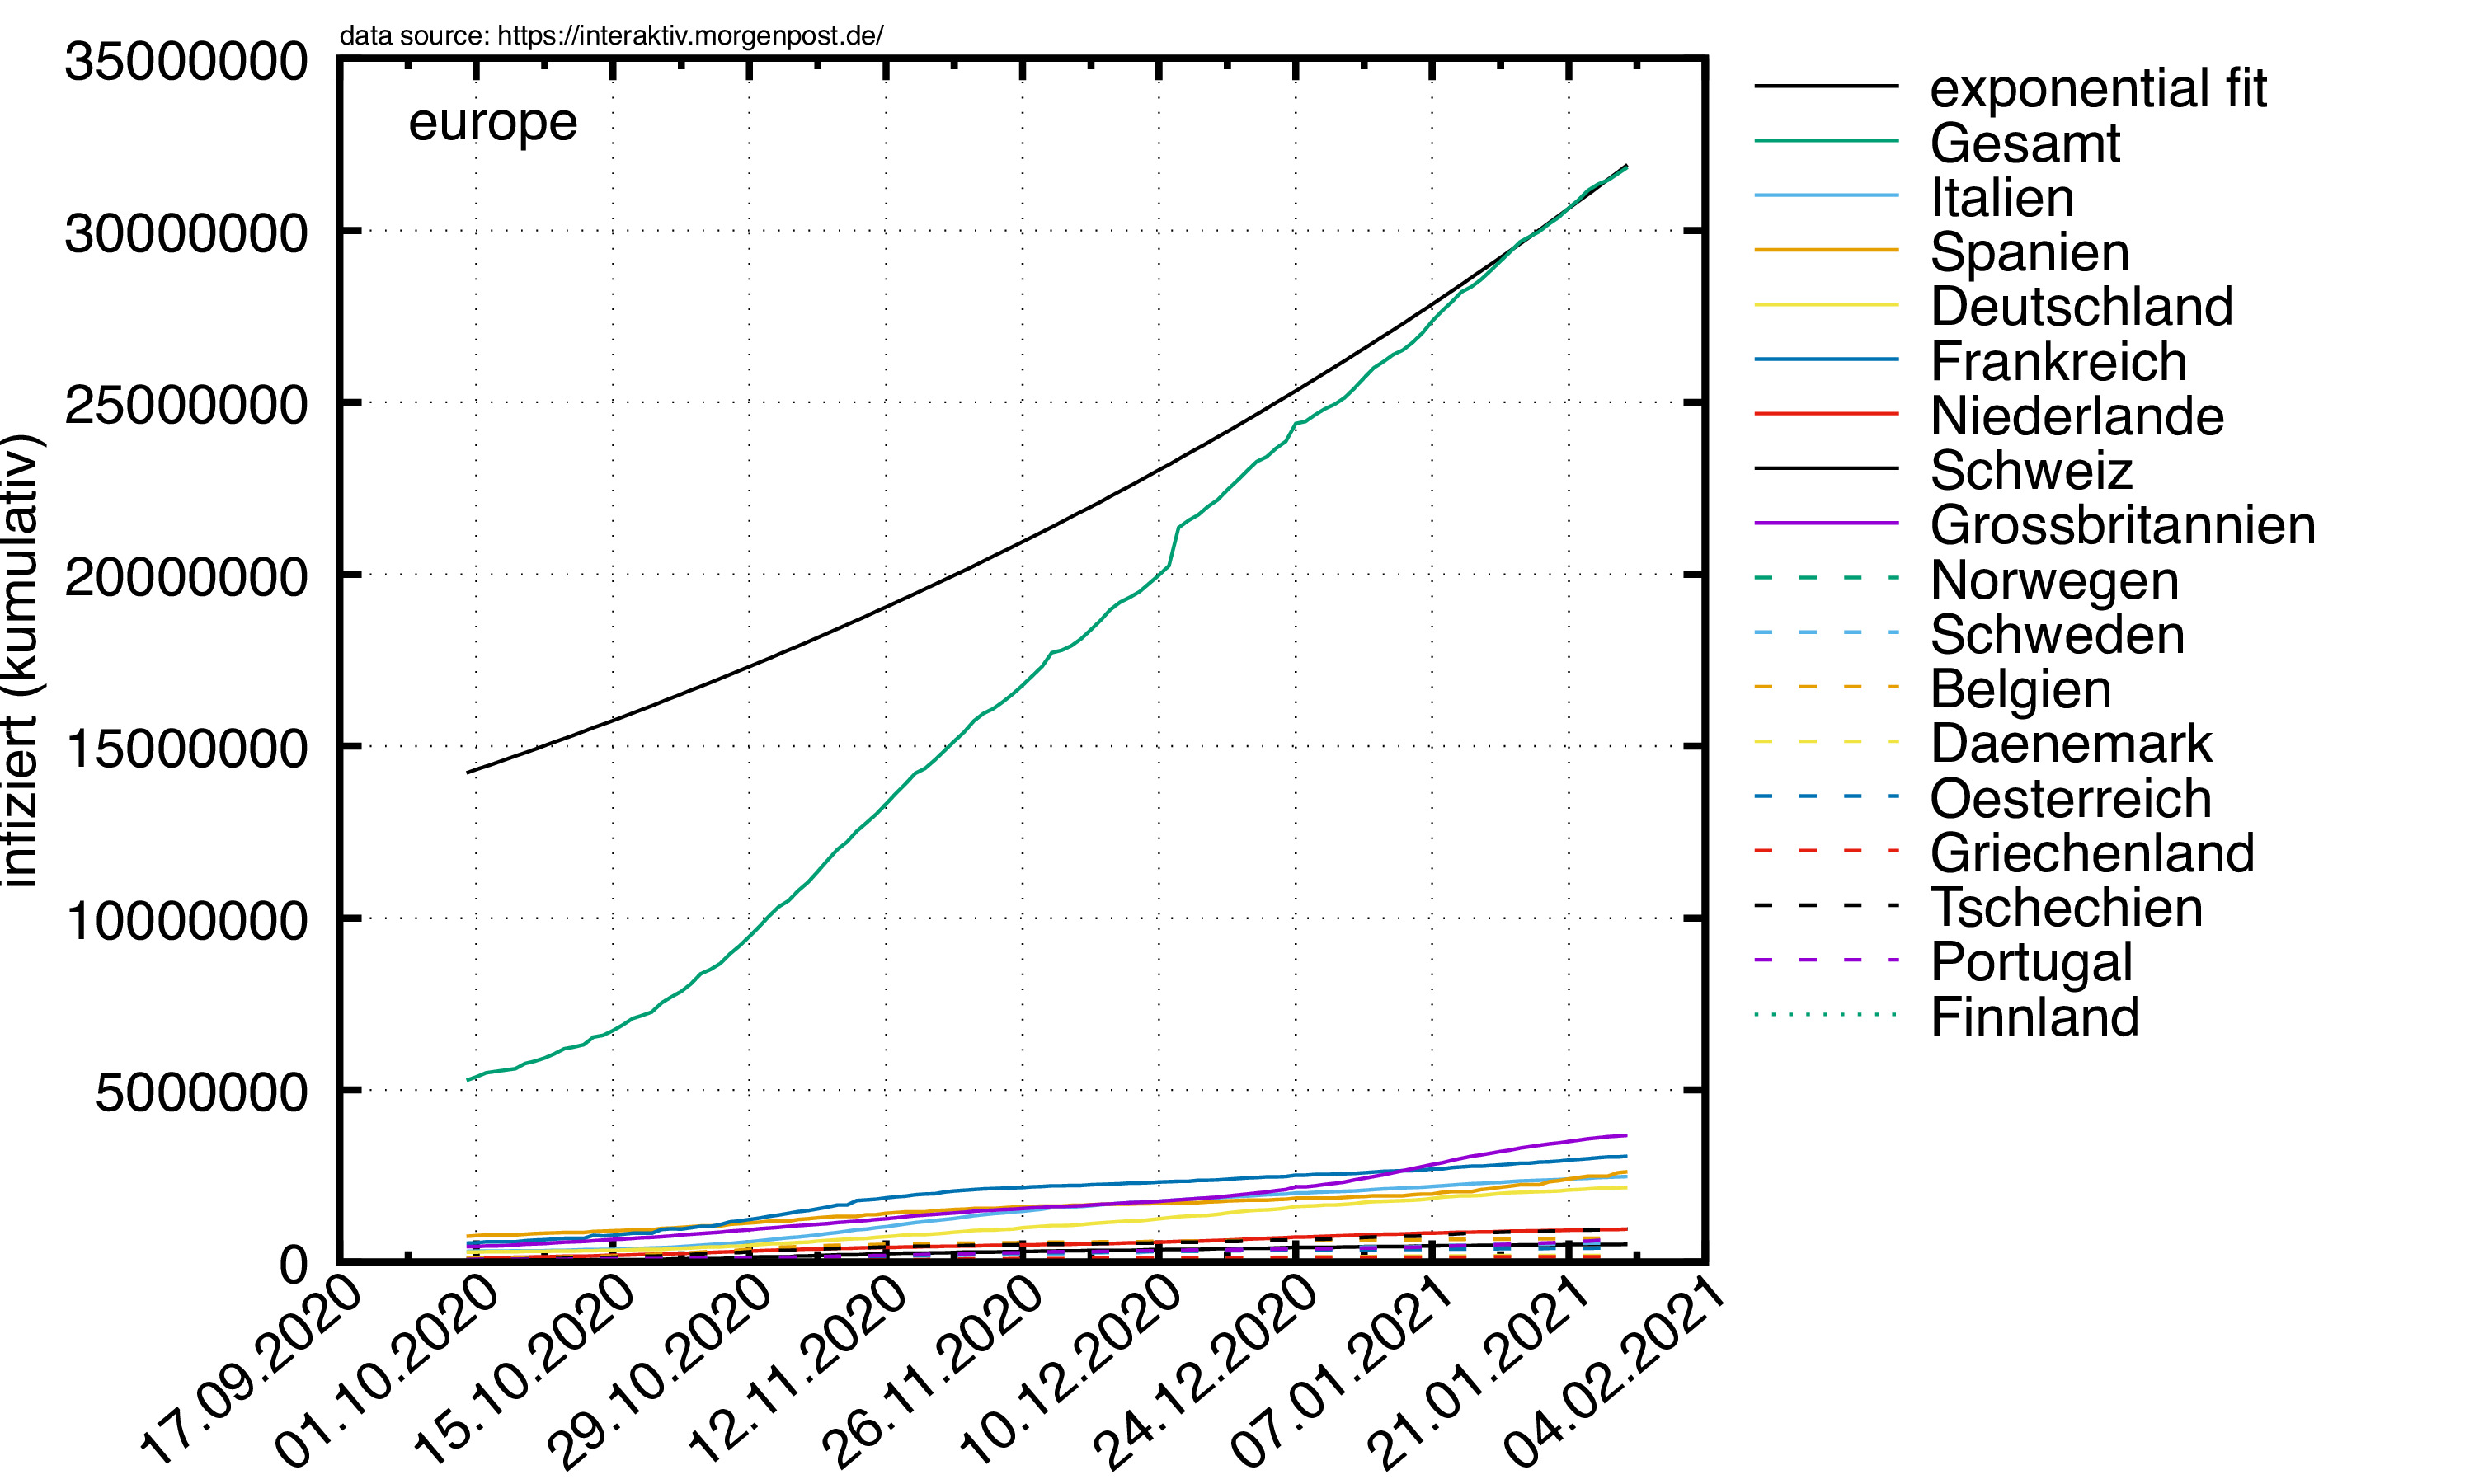 data source: https://interaktiv.morgenpost.de/
europe
infiziert (kumulativ)
35000000
30000000
25000000
20000000
15000000
10000000
5000000
0
17.09.2020
01.10.2020
15.10.2020
29.10.2020
12.11.2020
26.11.2020
10.12.2020
24.12.2020
07.01.2021
21.01.2021
04.02.2021
exponential fit
Gesamt
Italien
Spanien
Deutschland
Frankreich
Niederlande
Schweiz
Grossbritannien
Norwegen
Schweden
Belgien
Daenemark
Oesterreich
Griechenland
Tschechien
Portugal
Finnland